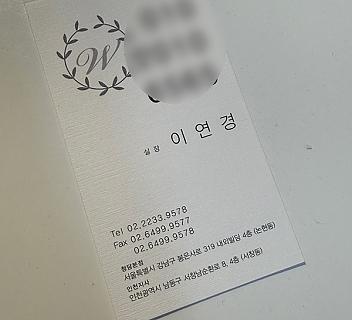 W
실장 이연경
Tel 02.2233.9578
Fax 02.6499.9577
02.6499.9578
청담본점
서울특별시 강남구 봉은사로 319 내외빌딩 4층 (논현동)
인천지사
인천광역시 남동구 서창남순환로 8, 4층 (서창동)